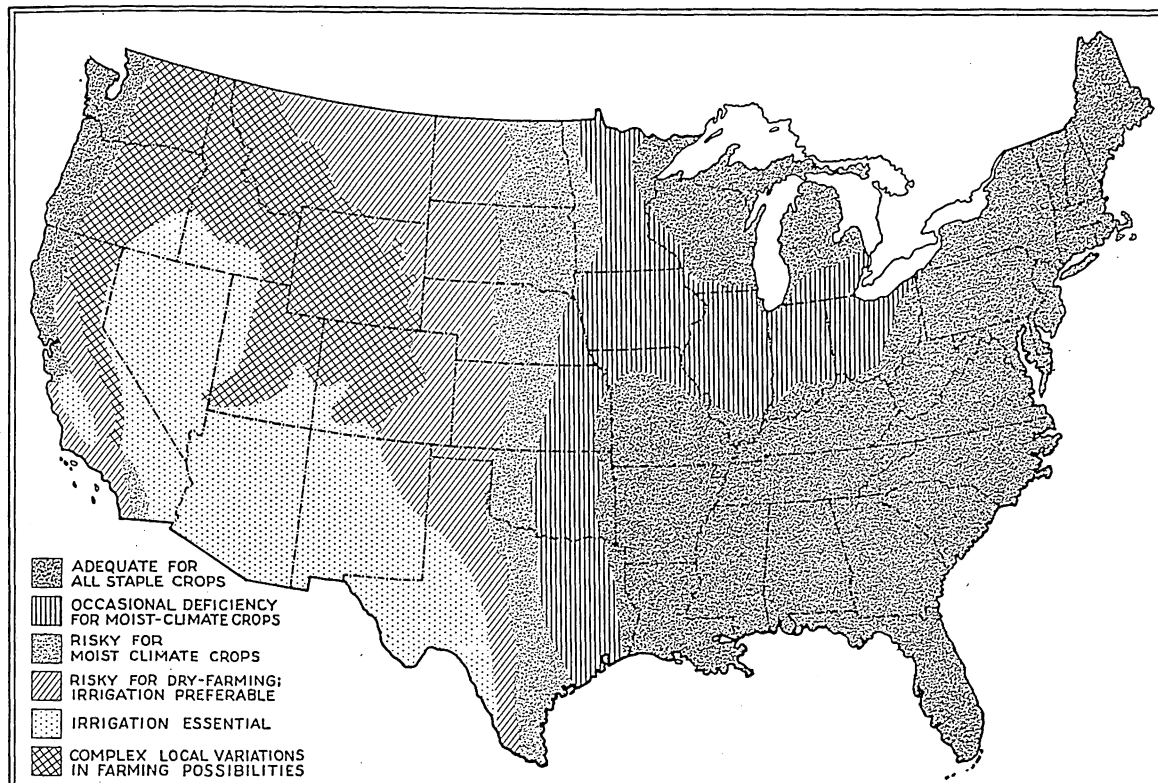 ADEQUATE FOR
ALL STAPLE CROPS
OCCASIONAL DEFICIENCY
FOR MOIST-CLIMATE CROPS
RISKY FOR
MOIST CLIMATE CROPS
RISKY FOR DRY-FARMING;
IRRIGATION PREFERABLE
IRRIGATION ESSENTIAL
COMPLEX LOCAL VARIATIONS
IN FARMING POSSIBILITIES